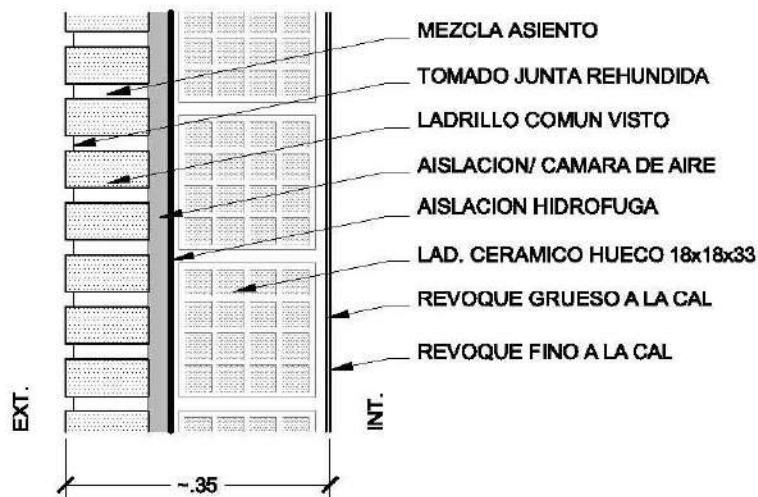 MEZCLA ASIENTO
TOMADO JUNTA REHUNDIDA
LADRILLO COMUN VISTO
AISLACION/ CAMARA DE AIRE
AISLACION HIDROFUGA
LAD. CERAMICO HUECO 18x18x33
REVOQUE GRUESO A LA CAL
REVOQUE FINO A LA CAL
EXT.
INT.
~.35